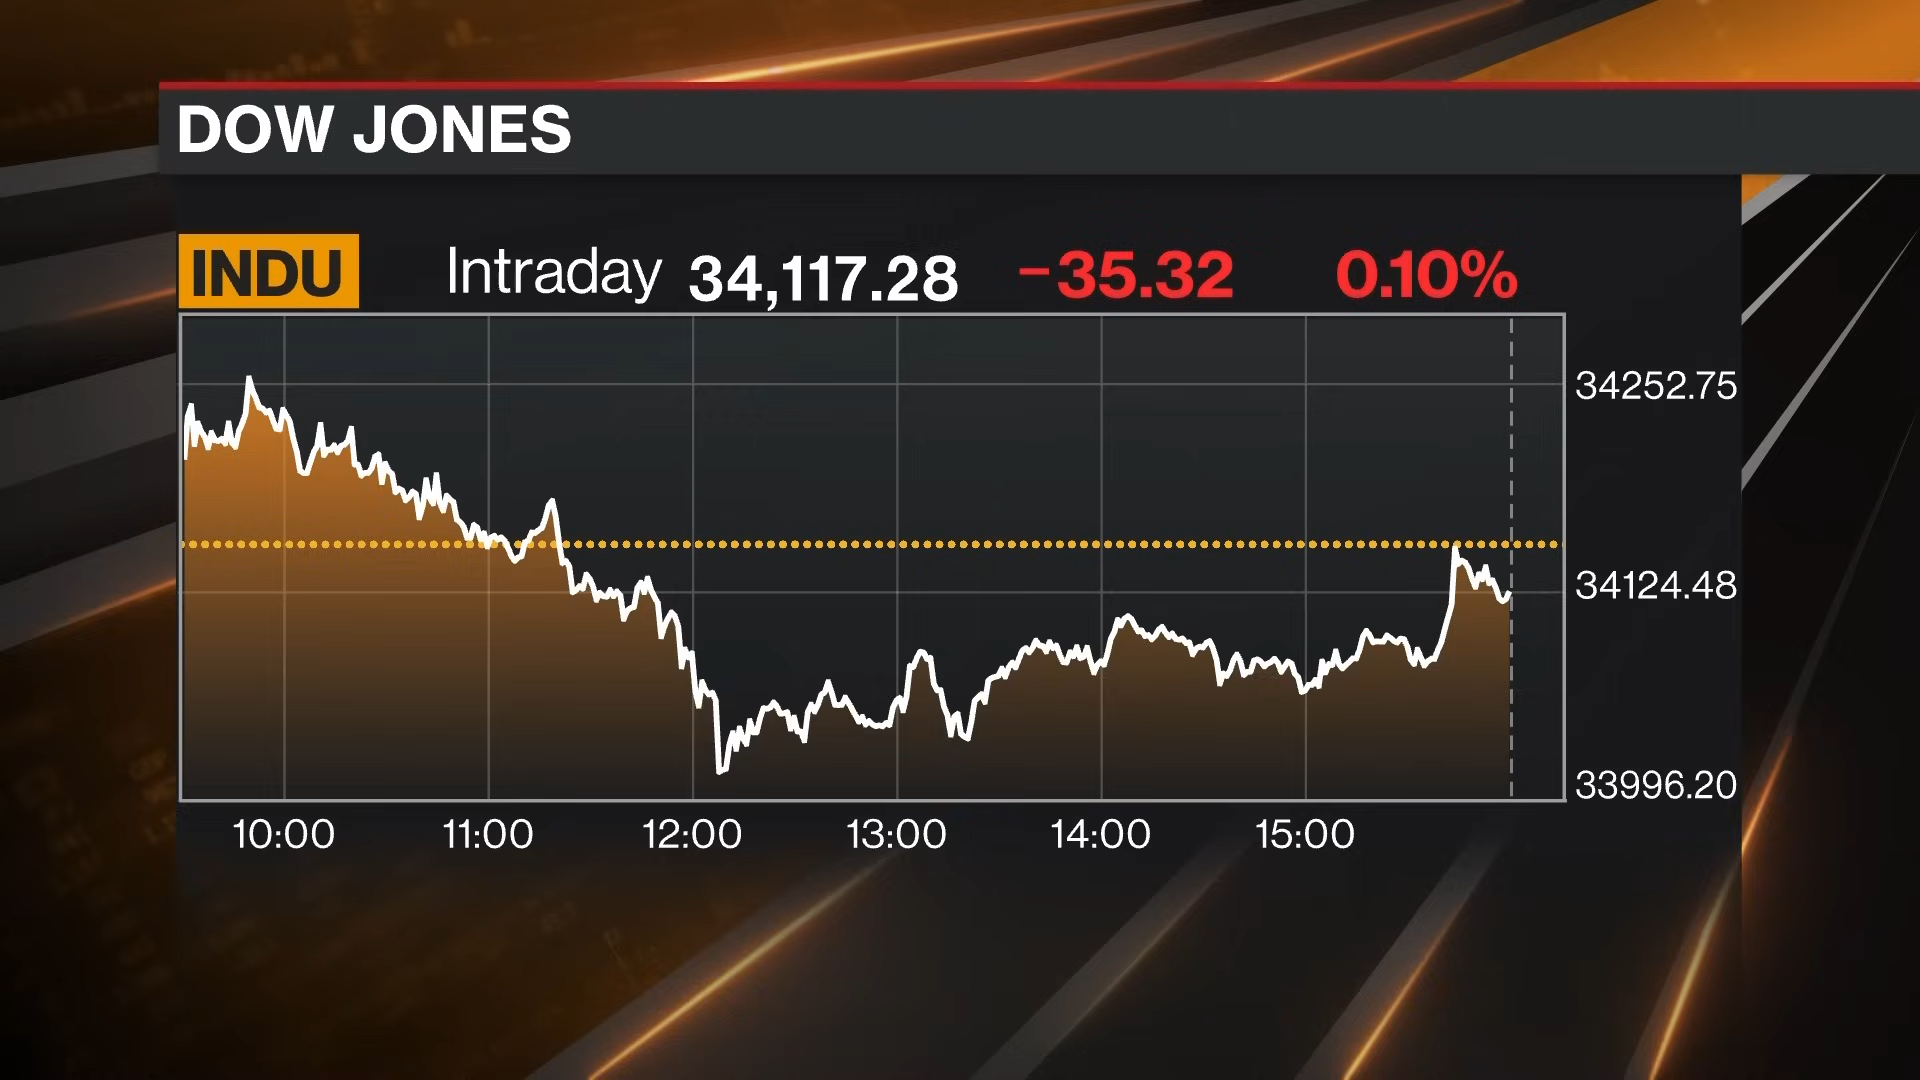 DOW JONES
INDU Intraday 34,117.28 -35.32 0.10%
34252.75
34124.48
33996.20
10:00 11:00 12:00 13:00 14:00 15:00